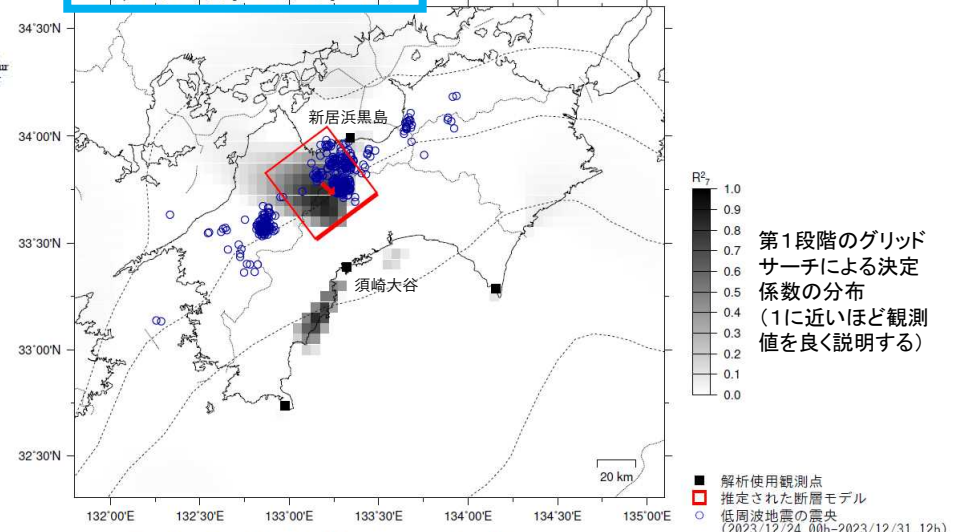 34˚30'N
34˚00'N
33˚30'N
33˚00'N
32˚30'N
132˚00'E
132˚30'E
133˚00'E
133˚30'E
134˚00'E
134˚30'E
135˚00'E
新居浜黒島
須崎大谷
20 km
R²₇
1.0
0.9
0.8
0.7
0.6
0.5
0.4
0.3
0.2
0.1
0.0
第1段階のグリッド
サーチによる決定
係数の分布
(1に近いほど観測
値を良く説明する)
解析使用観測点
推定された断層モデル
低周波地震の震央
(2023/12/24 00h-2023/12/31 12h)